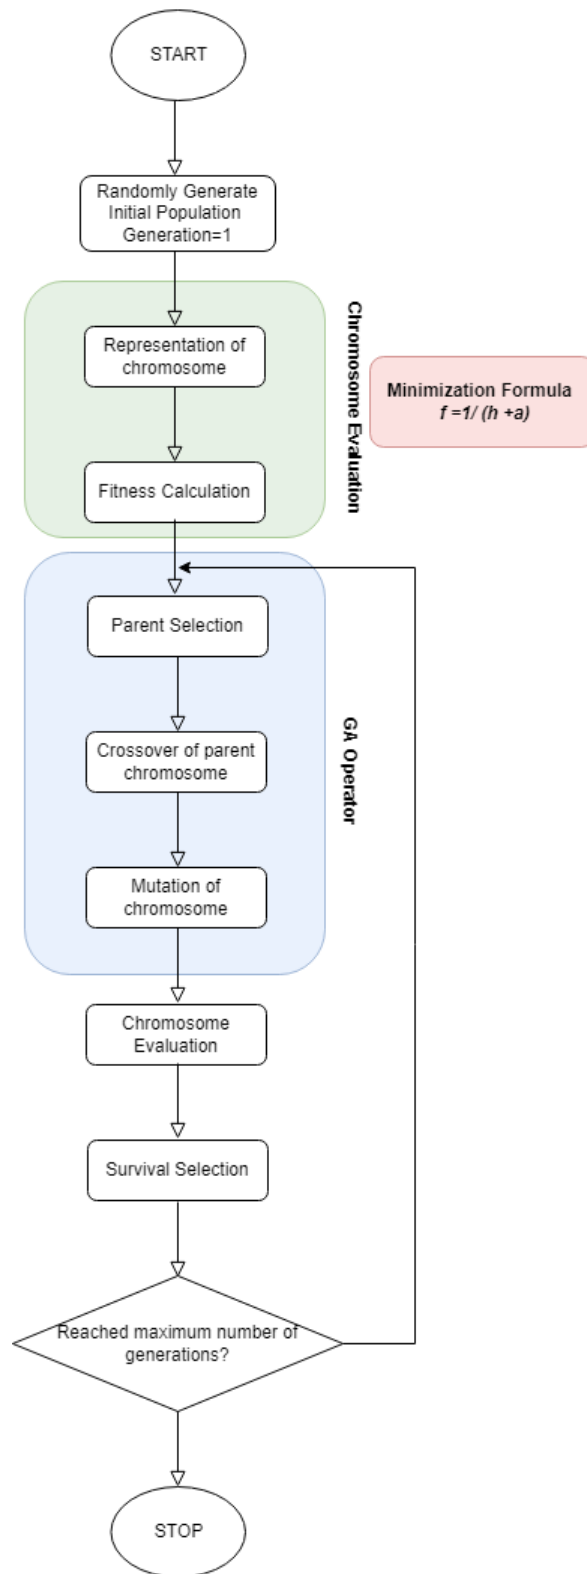 START
Randomly Generate
Initial Population
Generation=1
Representation of
chromosome
Fitness Calculation
Chromosome Evaluation
Minimization Formula
f =1/ (h +a)
Parent Selection
Crossover of parent
chromosome
Mutation of
chromosome
GA Operator
Chromosome
Evaluation
Survival Selection
Reached maximum number of
generations?
STOP